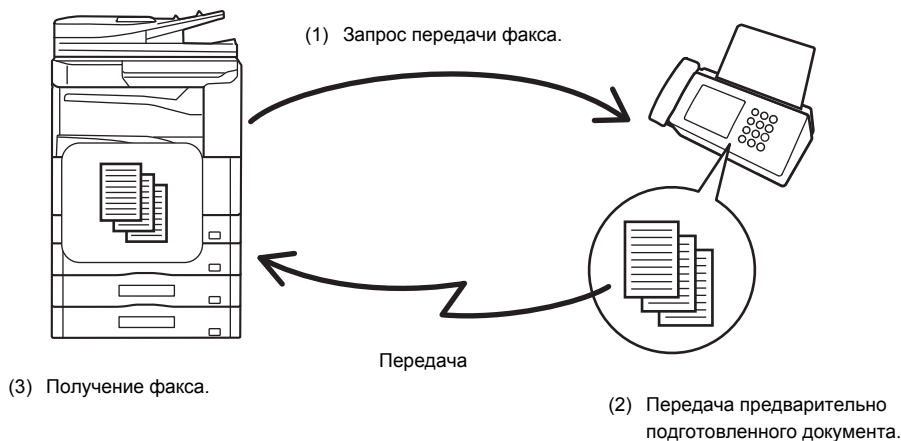 (1) Запрос передачи факса.
Передача
(3) Получение факса.
(2) Передача предварительно
подготовленного документа.